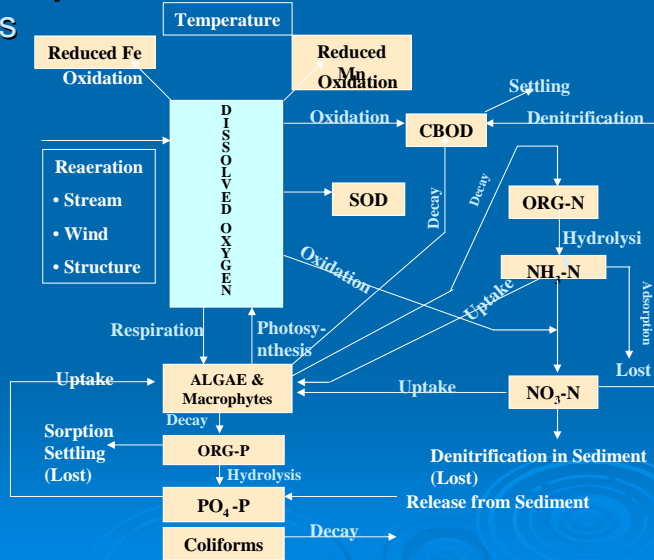 s
Temperature
Reduced Fe
Oxidation
Reduced
Mn
Oxidation
DISSOLVED OXYGEN
Reaeration
• Stream
• Wind
• Structure
Oxidation
CBOD
Settling
Denitrification
SOD
Decay
Decay
ORG-N
Hydrolysi
NH3-N
Oxidation
Uptake
Adsorption
Lost
Respiration
Photosy-
nthesis
Uptake
ALGAE &
Macrophytes
Uptake
NO3-N
Decay
Sorption
Settling
(Lost)
ORG-P
Hydrolysis
Denitrification in Sediment
(Lost)
PO4 -P
Release from Sediment
Coliforms
Decay